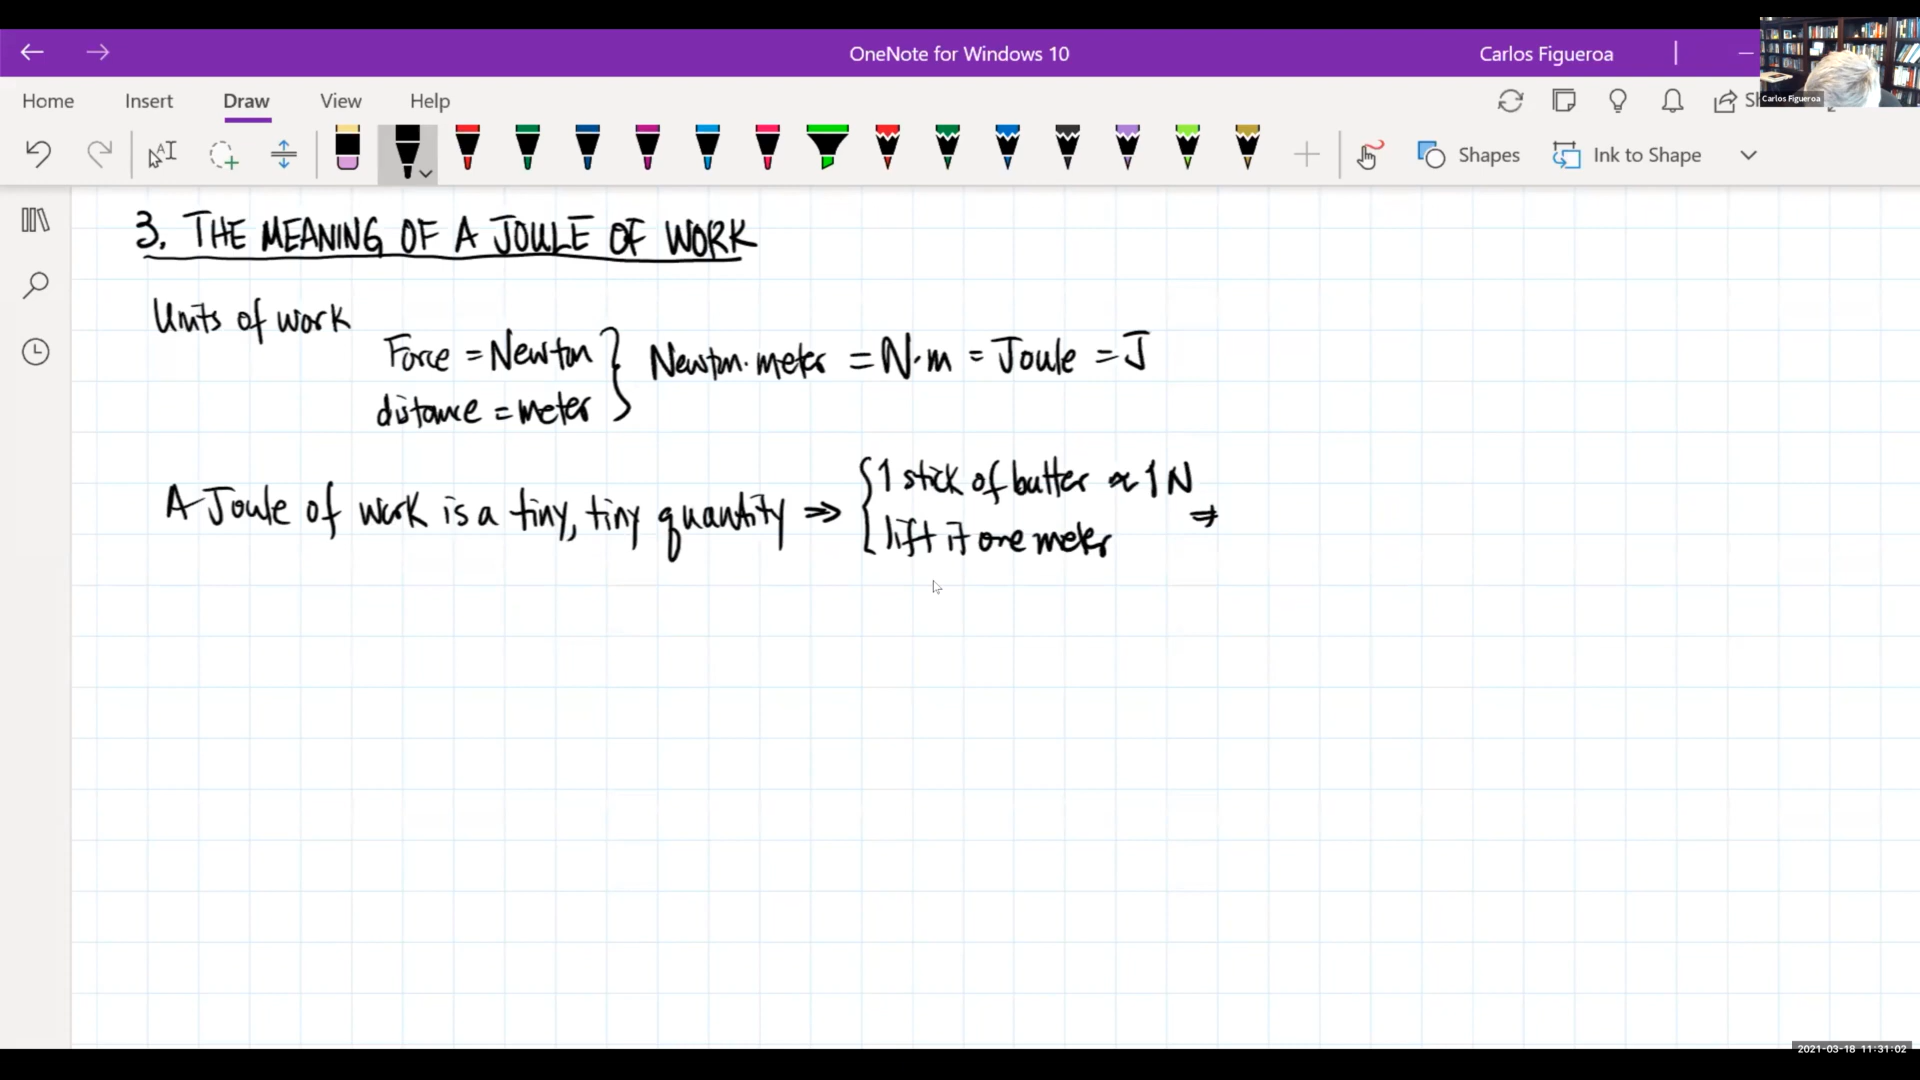 OneNote for Windows 10
Carlos Figueroa
Home Insert Draw View Help
Carlos Figueroa
Shapes
Ink to Shape
3. THE MEANING OF A JOULE OF WORK
Units of work
Force = Newton
distance = meter
Newton·meter = N·m = Joule = J
A Joule of work is a tiny, tiny quantity ⇒
1 stick of butter ≈ 1 N
lift it one meter
⇒
2021-03-18 11:31:02